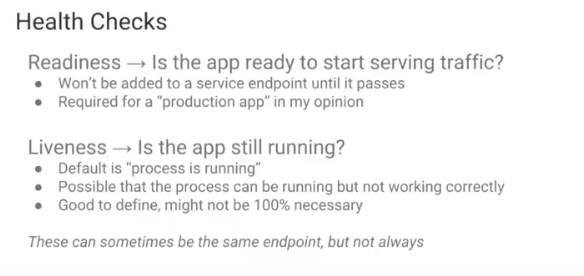 Health Checks
Readiness → Is the app ready to start serving traffic?
● Won't be added to a service endpoint until it passes
● Required for a "production app" in my opinion
Liveness → Is the app still running?
● Default is "process is running"
● Possible that the process can be running but not working correctly
● Good to define, might not be 100% necessary
These can sometimes be the same endpoint, but not always